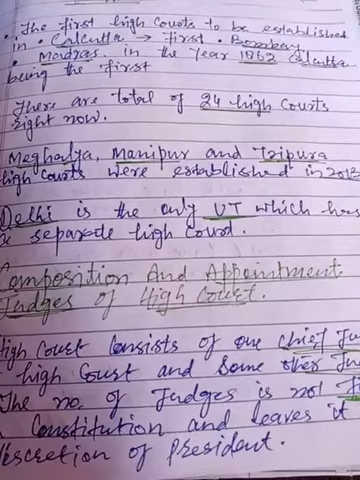 The first high Courts to be established
in . Calcutta → First . Bombay
. Madras. in the Year 1962 Calcutta
being the first
There are total of 24 high Courts
right now.
Meghalya, Manipur and Tripura
high Courts were established in 2013
Delhi is the only UT which has
a separate high Court.
Composition And Appointment
Judges of High Court.
High Court Consists of one chief Ju
high Court and Some other Ju
The no. of Judges is not fi
Constitution and leaves it
discretion of President.